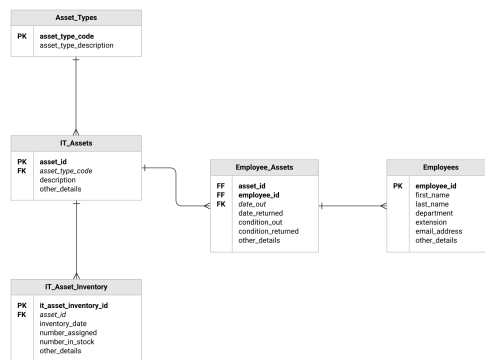 Asset_Types
PK asset_type_code
asset_type_description
IT_Assets
PK asset_id
FK asset_type_code
description
other_details
Employee_Assets
FF asset_id
FF employee_id
FK date_out
date_returned
condition_out
condition_returned
other_details
Employees
PK employee_id
first_name
last_name
department
extension
email_address
other_details
IT_Asset_Inventory
PK it_asset_inventory_id
FK asset_id
inventory_date
number_assigned
number_in_stock
other_details